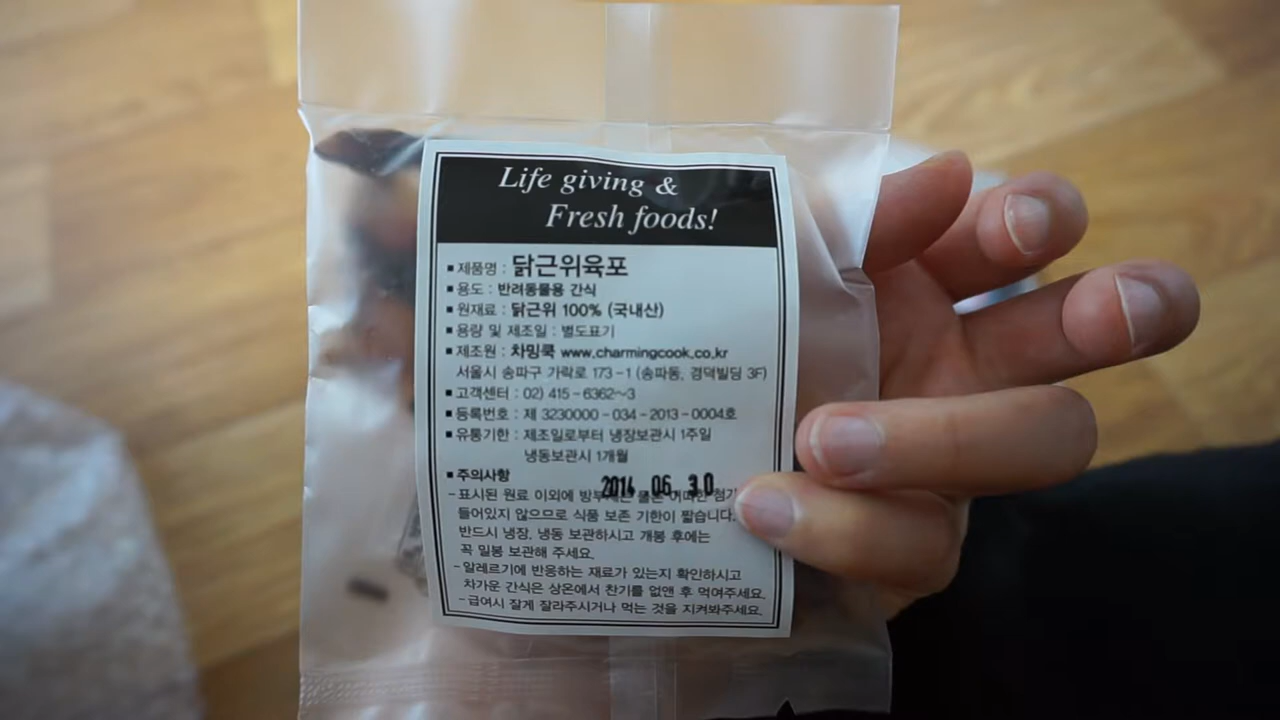 Life giving &
Fresh foods!
■ 제품명 : 닭근위육포
■ 용도 : 반려동물용 간식
■ 원재료 : 닭근위 100% (국내산)
■ 용량 및 제조일 : 별도표기
■ 제조원 : 차밍쿡 www.charmingcook.co.kr
서울시 송파구 가락로 173-1 (송파동, 경덕빌딩 3F)
■ 고객센터 : 02) 415-6362~3
■ 등록번호 : 제 3230000-034-2013-0004호
■ 유통기한 : 제조일로부터 냉장보관시 1주일
냉동보관시 1개월
■ 주의사항
2014 06 30
-표시된 원료 이외에 물론 어떠한 첨가
들어있지 않으므로 식품 보존 기한이 짧습니다.
반드시 냉장, 냉동 보관하시고 개봉 후에는
꼭 밀봉 보관해 주세요.
-알레르기에 반응하는 재료가 있는지 확인하시고
차가운 간식은 상온에서 찬기를 없앤 후 먹여주세요.
-급여시 잘게 잘라주시거나 먹는 것을 지켜봐주세요.